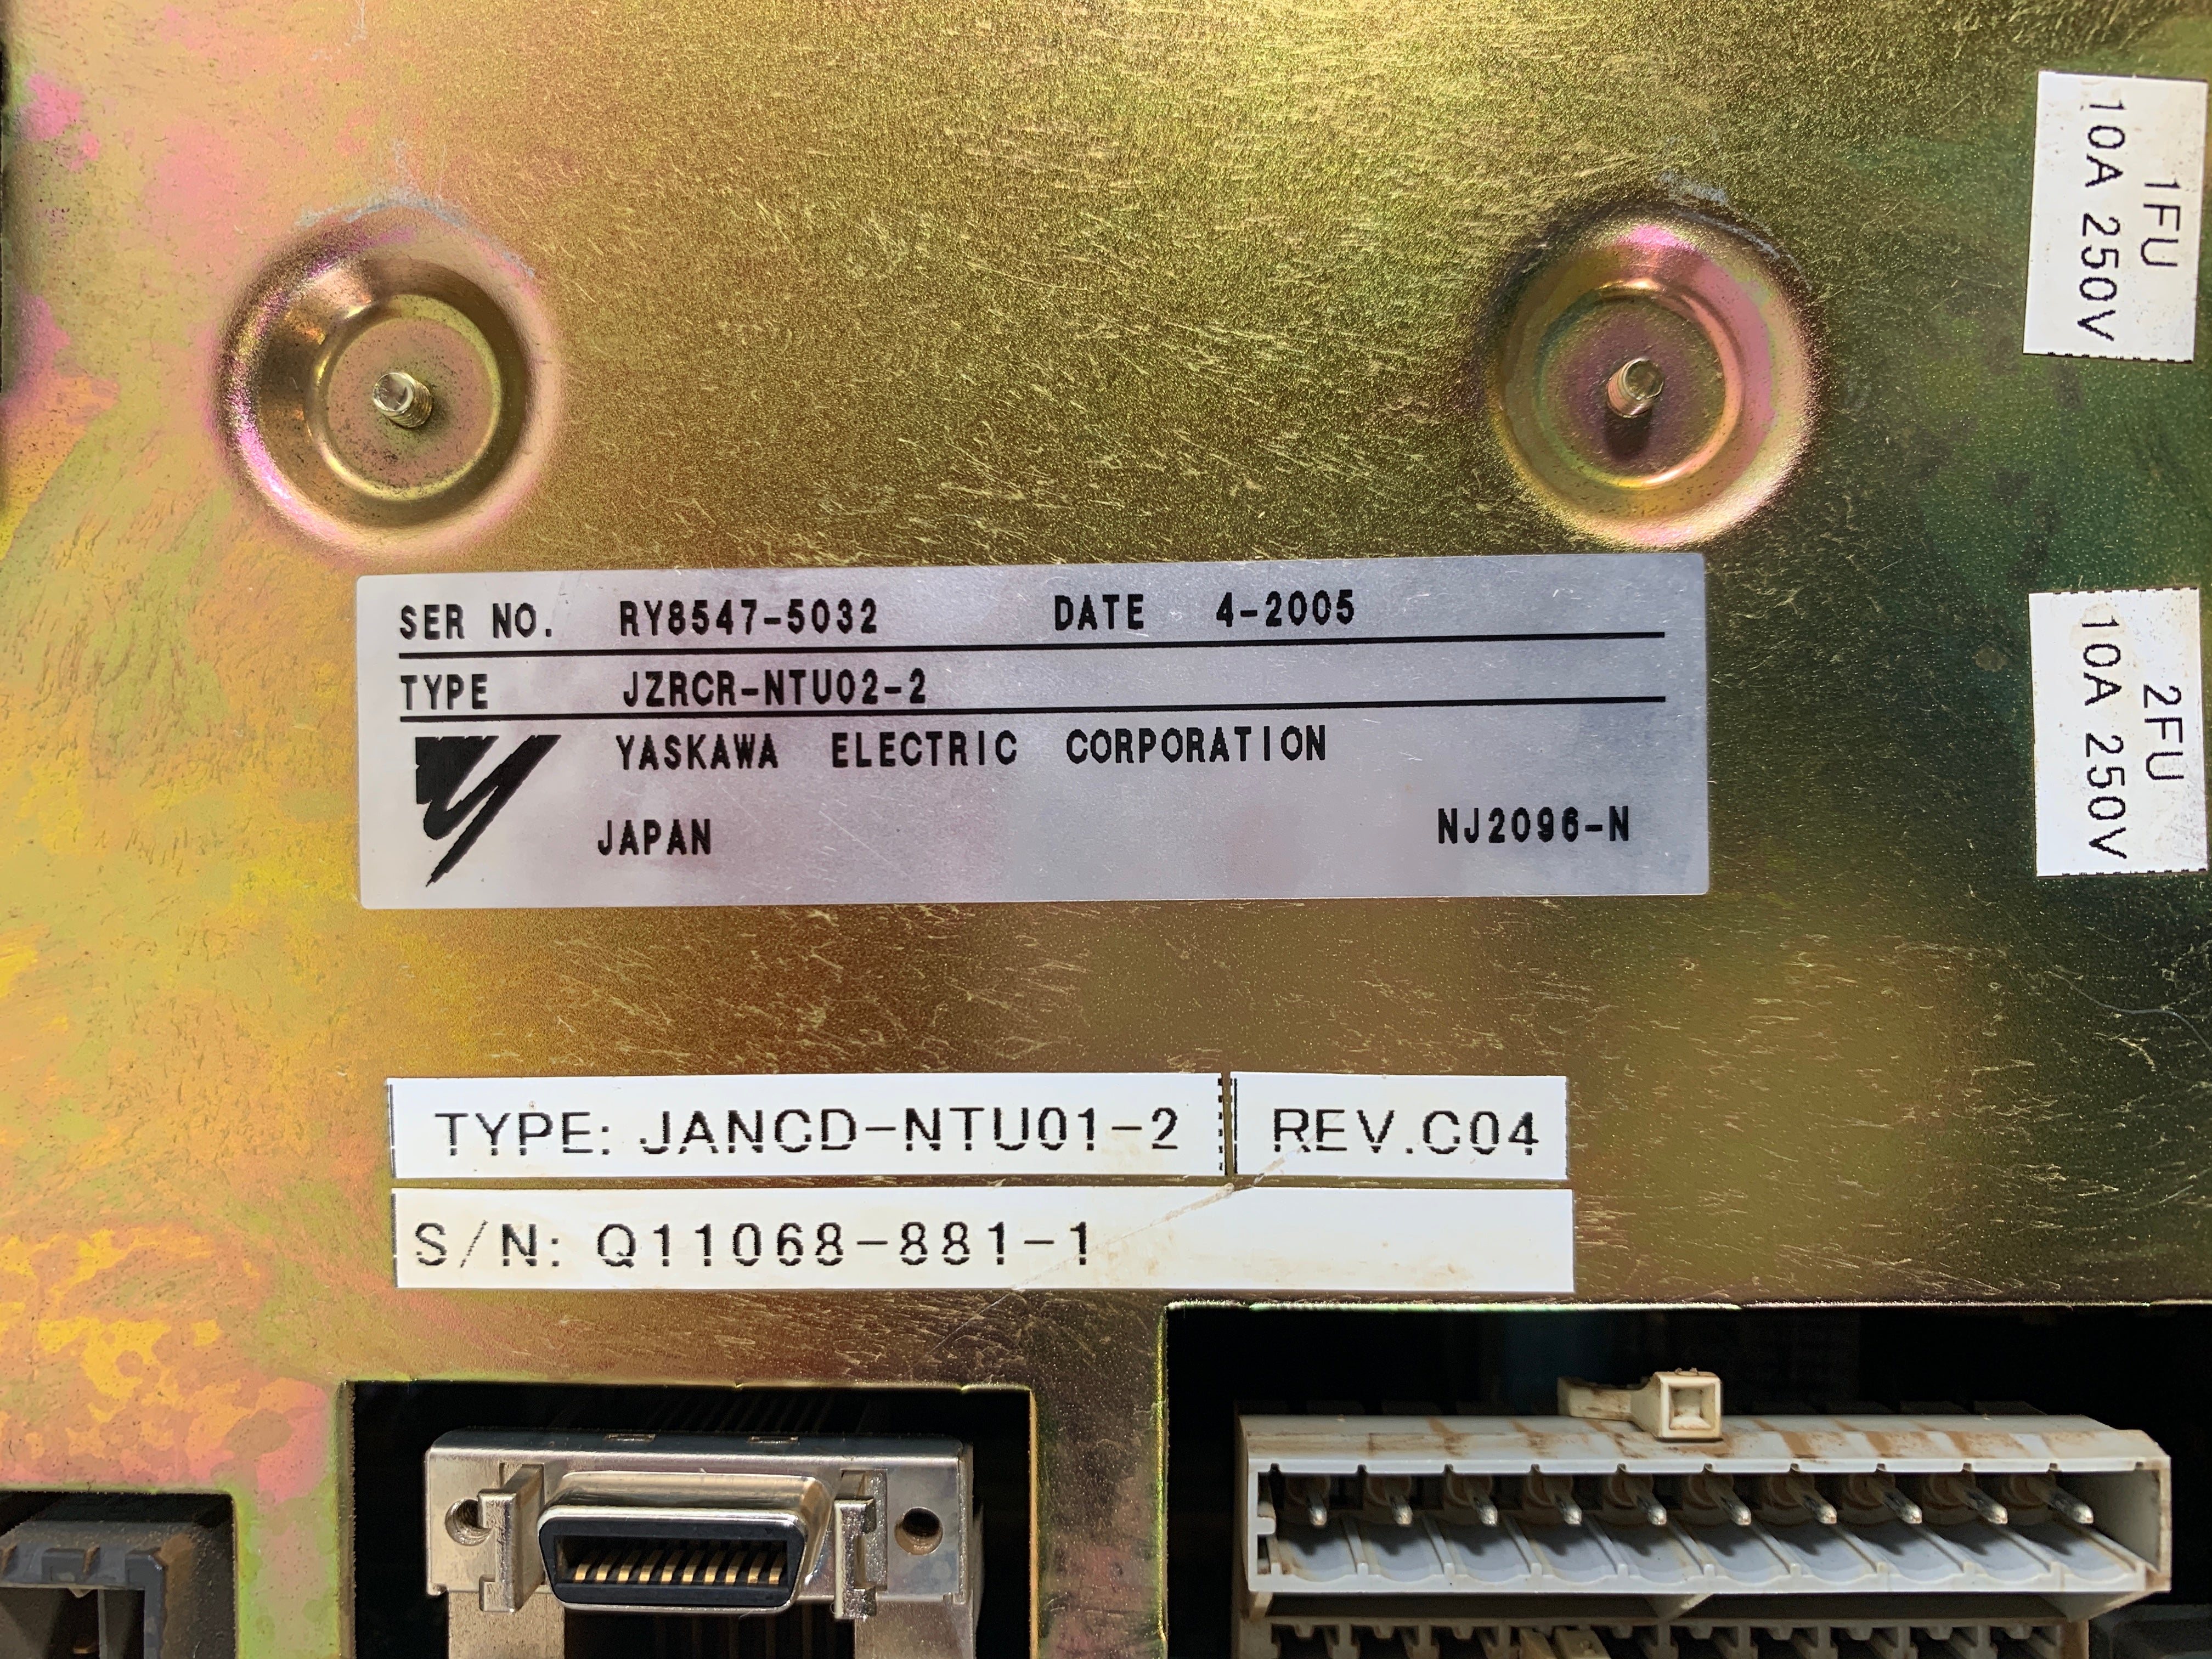 1FU
10A 250V
SER NO. RY8547-5032 DATE 4-2005
TYPE JZRCR-NTU02-2
YASKAWA ELECTRIC CORPORATION
JAPAN NJ2096-N
2FU
10A 250V
TYPE: JANCD-NTU01-2 REV.C04
S/N: Q11068-881-1